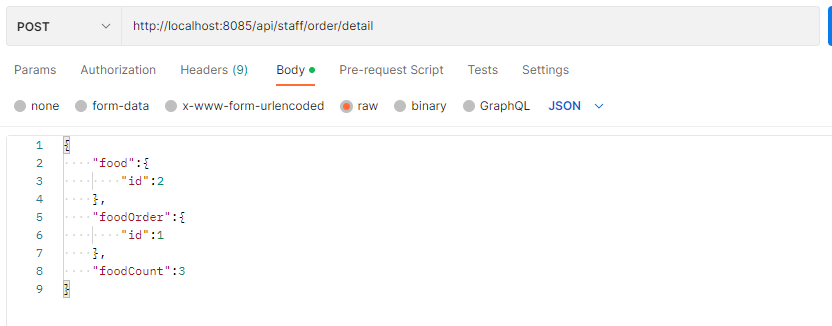 POST http://localhost:8085/api/staff/order/detail
Params Authorization Headers (9) Body Pre-request Script Tests Settings
none form-data x-www-form-urlencoded raw binary GraphQL JSON
1 {
2 "food":{
3 "id":2
4 },
5 "foodOrder":{
6 "id":1
7 },
8 "foodCount":3
9 }